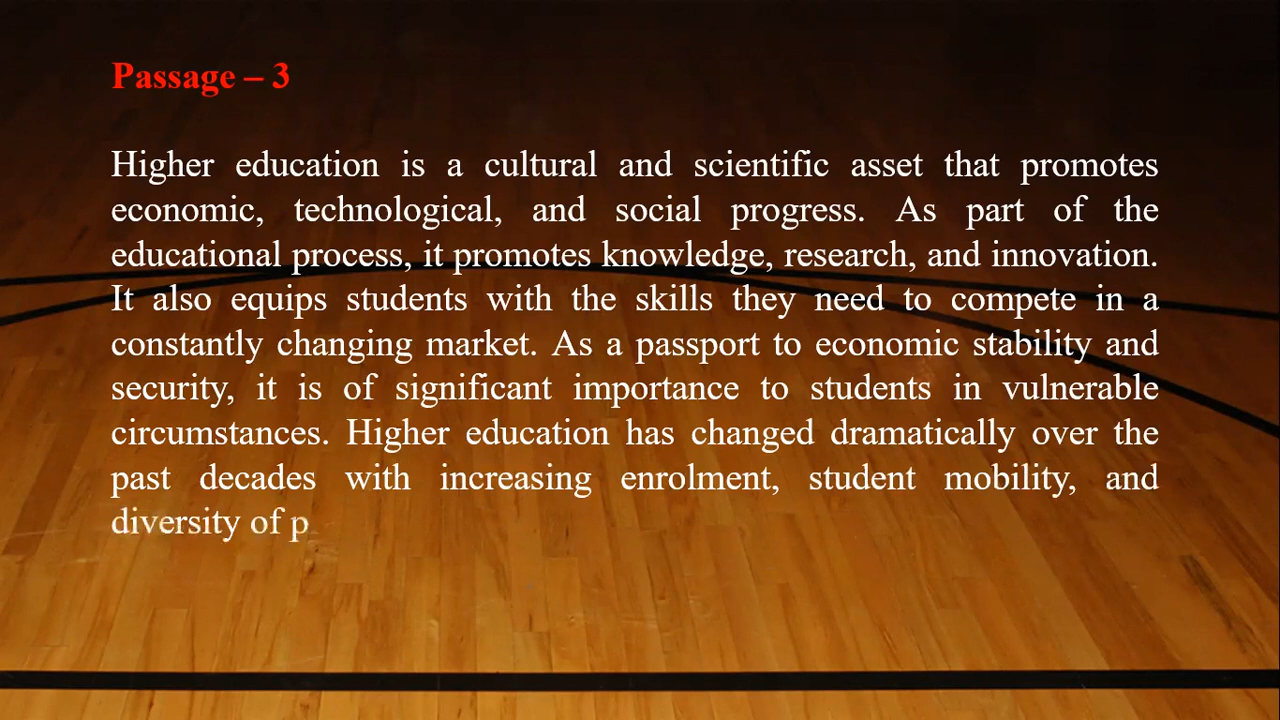 Passage – 3
Higher education is a cultural and scientific asset that promotes
economic, technological, and social progress. As part of the
educational process, it promotes knowledge, research, and innovation.
It also equips students with the skills they need to compete in a
constantly changing market. As a passport to economic stability and
security, it is of significant importance to students in vulnerable
circumstances. Higher education has changed dramatically over the
past decades with increasing enrolment, student mobility, and
diversity of p